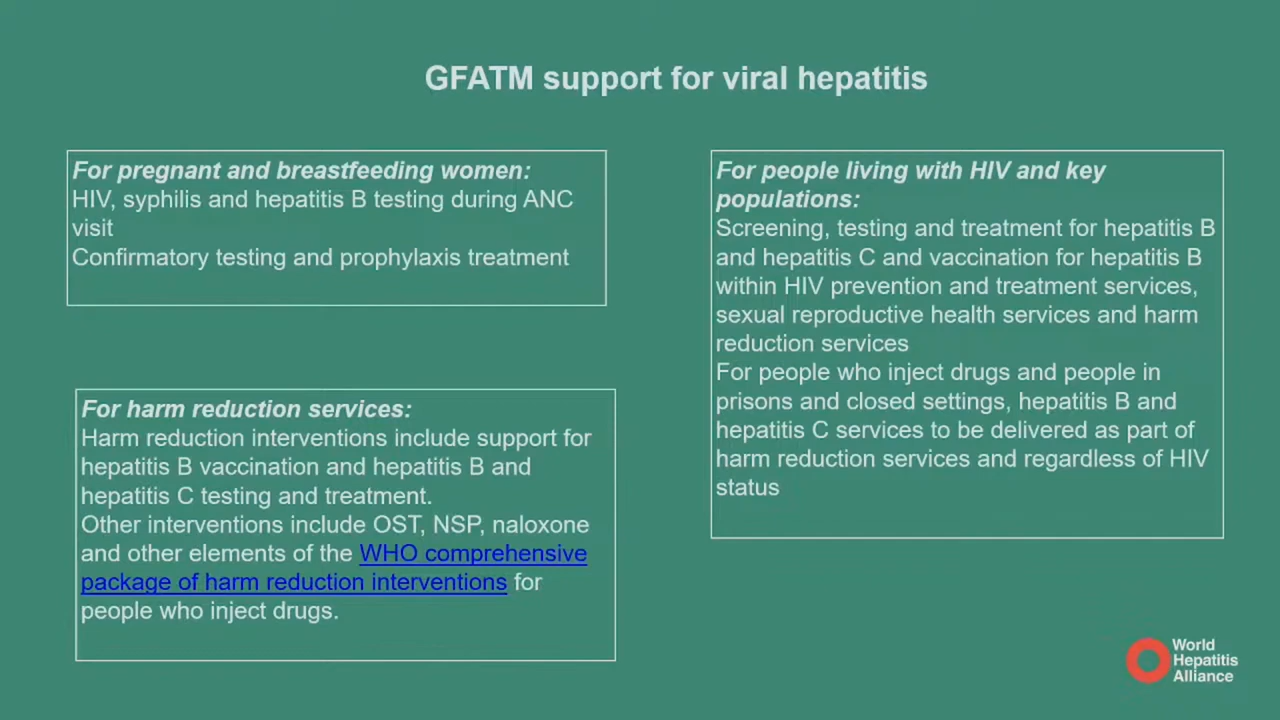 GFATM support for viral hepatitis
For pregnant and breastfeeding women:
HIV, syphilis and hepatitis B testing during ANC
visit
Confirmatory testing and prophylaxis treatment
For harm reduction services:
Harm reduction interventions include support for
hepatitis B vaccination and hepatitis B and
hepatitis C testing and treatment.
Other interventions include OST, NSP, naloxone
and other elements of the WHO comprehensive
package of harm reduction interventions for
people who inject drugs.
For people living with HIV and key
populations:
Screening, testing and treatment for hepatitis B
and hepatitis C and vaccination for hepatitis B
within HIV prevention and treatment services,
sexual reproductive health services and harm
reduction services
For people who inject drugs and people in
prisons and closed settings, hepatitis B and
hepatitis C services to be delivered as part of
harm reduction services and regardless of HIV
status
World
Hepatitis
Alliance